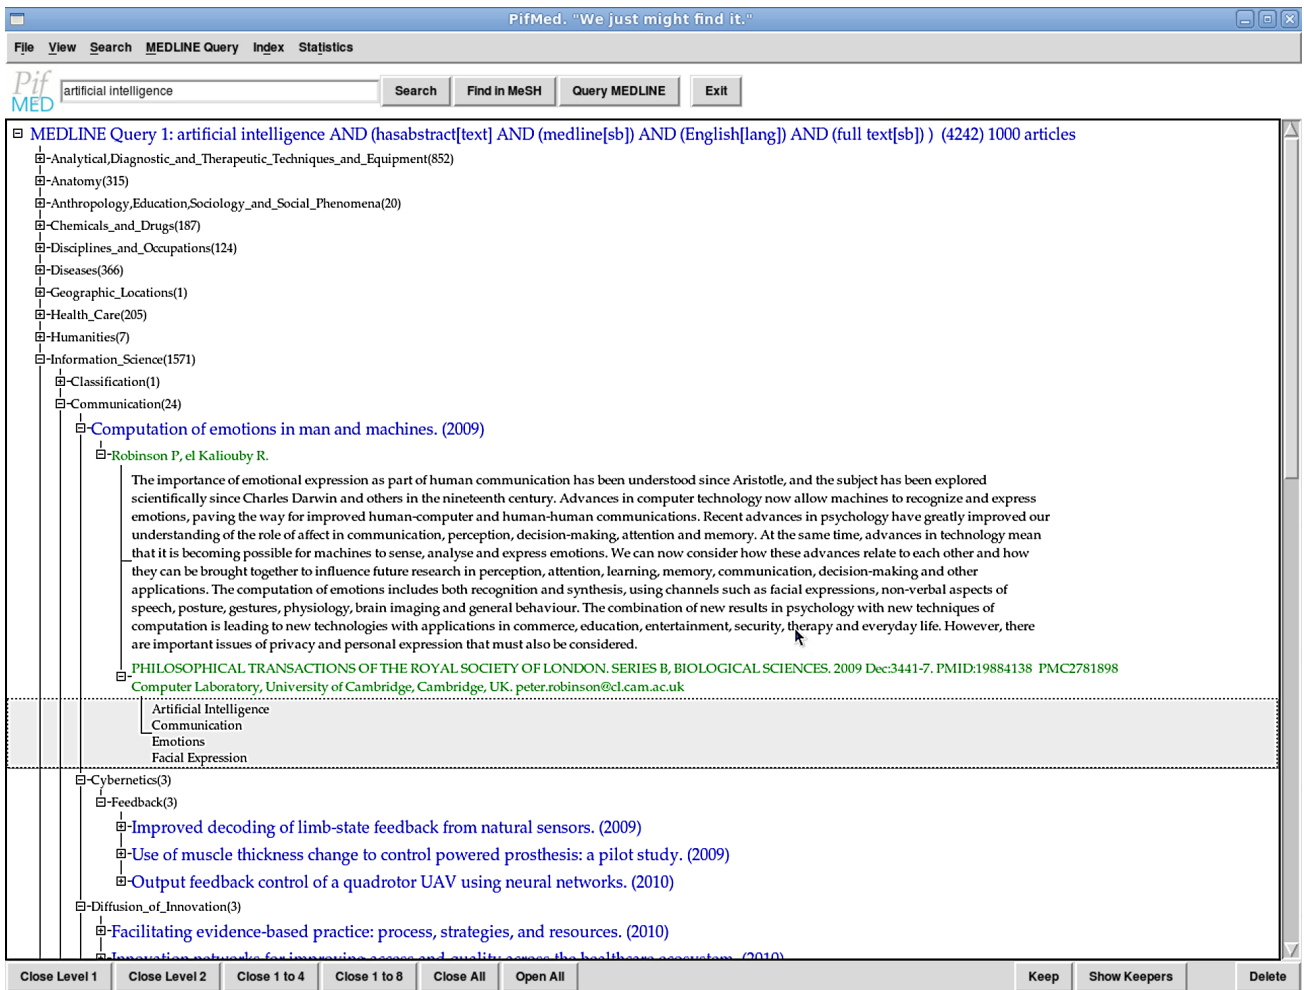 PifMed. "We just might find it."
File View Search MEDLINE Query Index Statistics
Pif
MED
artificial intelligence Search Find in MeSH Query MEDLINE Exit
MEDLINE Query 1: artificial intelligence AND (hasabstract[text] AND (medline[sb]) AND (English[lang]) AND (full text[sb]) ) (4242) 1000 articles
Analytical,Diagnostic_and_Therapeutic_Techniques_and_Equipment(852)
Anatomy(315)
Anthropology,Education,Sociology_and_Social_Phenomena(20)
Chemicals_and_Drugs(187)
Disciplines_and_Occupations(124)
Diseases(366)
Geographic_Locations(1)
Health_Care(205)
Humanities(7)
Information_Science(1571)
Classification(1)
Communication(24)
Computation of emotions in man and machines. (2009)
Robinson P, el Kaliouby R.
The importance of emotional expression as part of human communication has been understood since Aristotle, and the subject has been explored
scientifically since Charles Darwin and others in the nineteenth century. Advances in computer technology now allow machines to recognize and express
emotions, paving the way for improved human-computer and human-human communications. Recent advances in psychology have greatly improved our
understanding of the role of affect in communication, perception, decision-making, attention and memory. At the same time, advances in technology mean
that it is becoming possible for machines to sense, analyse and express emotions. We can now consider how these advances relate to each other and how
they can be brought together to influence future research in perception, attention, learning, memory, communication, decision-making and other
applications. The computation of emotions includes both recognition and synthesis, using channels such as facial expressions, non-verbal aspects of
speech, posture, gestures, physiology, brain imaging and general behaviour. The combination of new results in psychology with new techniques of
computation is leading to new technologies with applications in commerce, education, entertainment, security, therapy and everyday life. However, there
are important issues of privacy and personal expression that must also be considered.
PHILOSOPHICAL TRANSACTIONS OF THE ROYAL SOCIETY OF LONDON. SERIES B, BIOLOGICAL SCIENCES. 2009 Dec:3441-7. PMID:19884138 PMC2781898
Computer Laboratory, University of Cambridge, Cambridge, UK. peter.robinson@cl.cam.ac.uk
Artificial Intelligence
Communication
Emotions
Facial Expression
Cybernetics(3)
Feedback(3)
Improved decoding of limb-state feedback from natural sensors. (2009)
Use of muscle thickness change to control powered prosthesis: a pilot study. (2009)
Output feedback control of a quadrotor UAV using neural networks. (2010)
Diffusion_of_Innovation(3)
Facilitating evidence-based practice: process, strategies, and resources. (2010)
Innovation networks for improving access and quality across the healthcare ecosystem. (2010)
Close Level 1 Close Level 2 Close 1 to 4 Close 1 to 8 Close All Open All Keep Show Keepers Delete